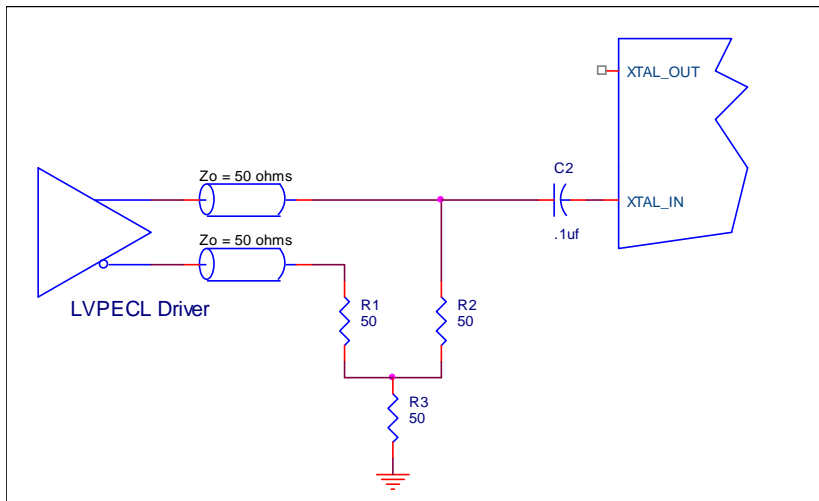 XTAL_OUT
Zo = 50 ohms
C2
XTAL_IN
.1uf
Zo = 50 ohms
LVPECL Driver
R1
50
R2
50
R3
50